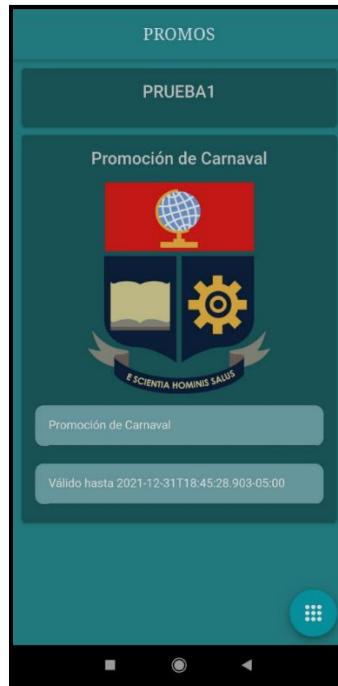 PROMOS
PRUEBA1
Promoción de Carnaval
E SCIENTIA HOMINIS SALUS
Promoción de Carnaval
Válido hasta 2021-12-31T18:45:28.903-05:00